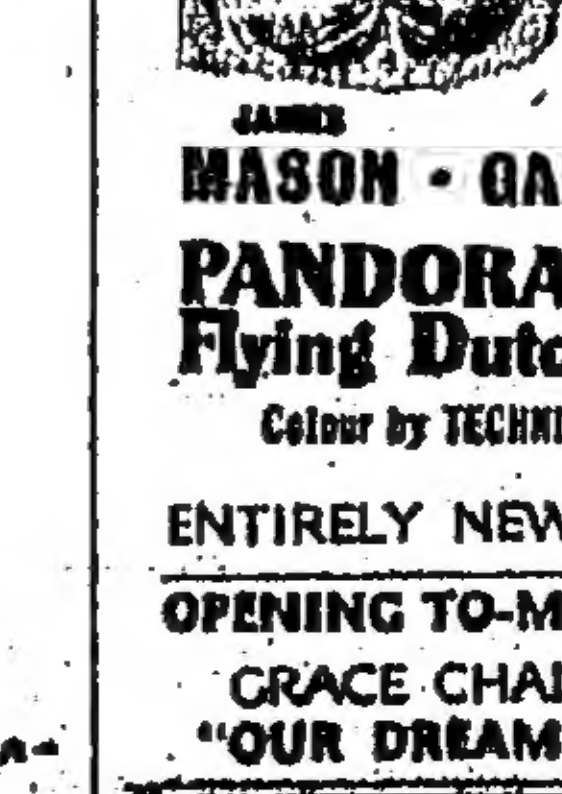 JAMES
MASON · GA
PANDORA
Flying Dutc
Colour by TECHNI
ENTIRELY NEW
OPENING TO-M
GRACE CHA
"OUR DREAM